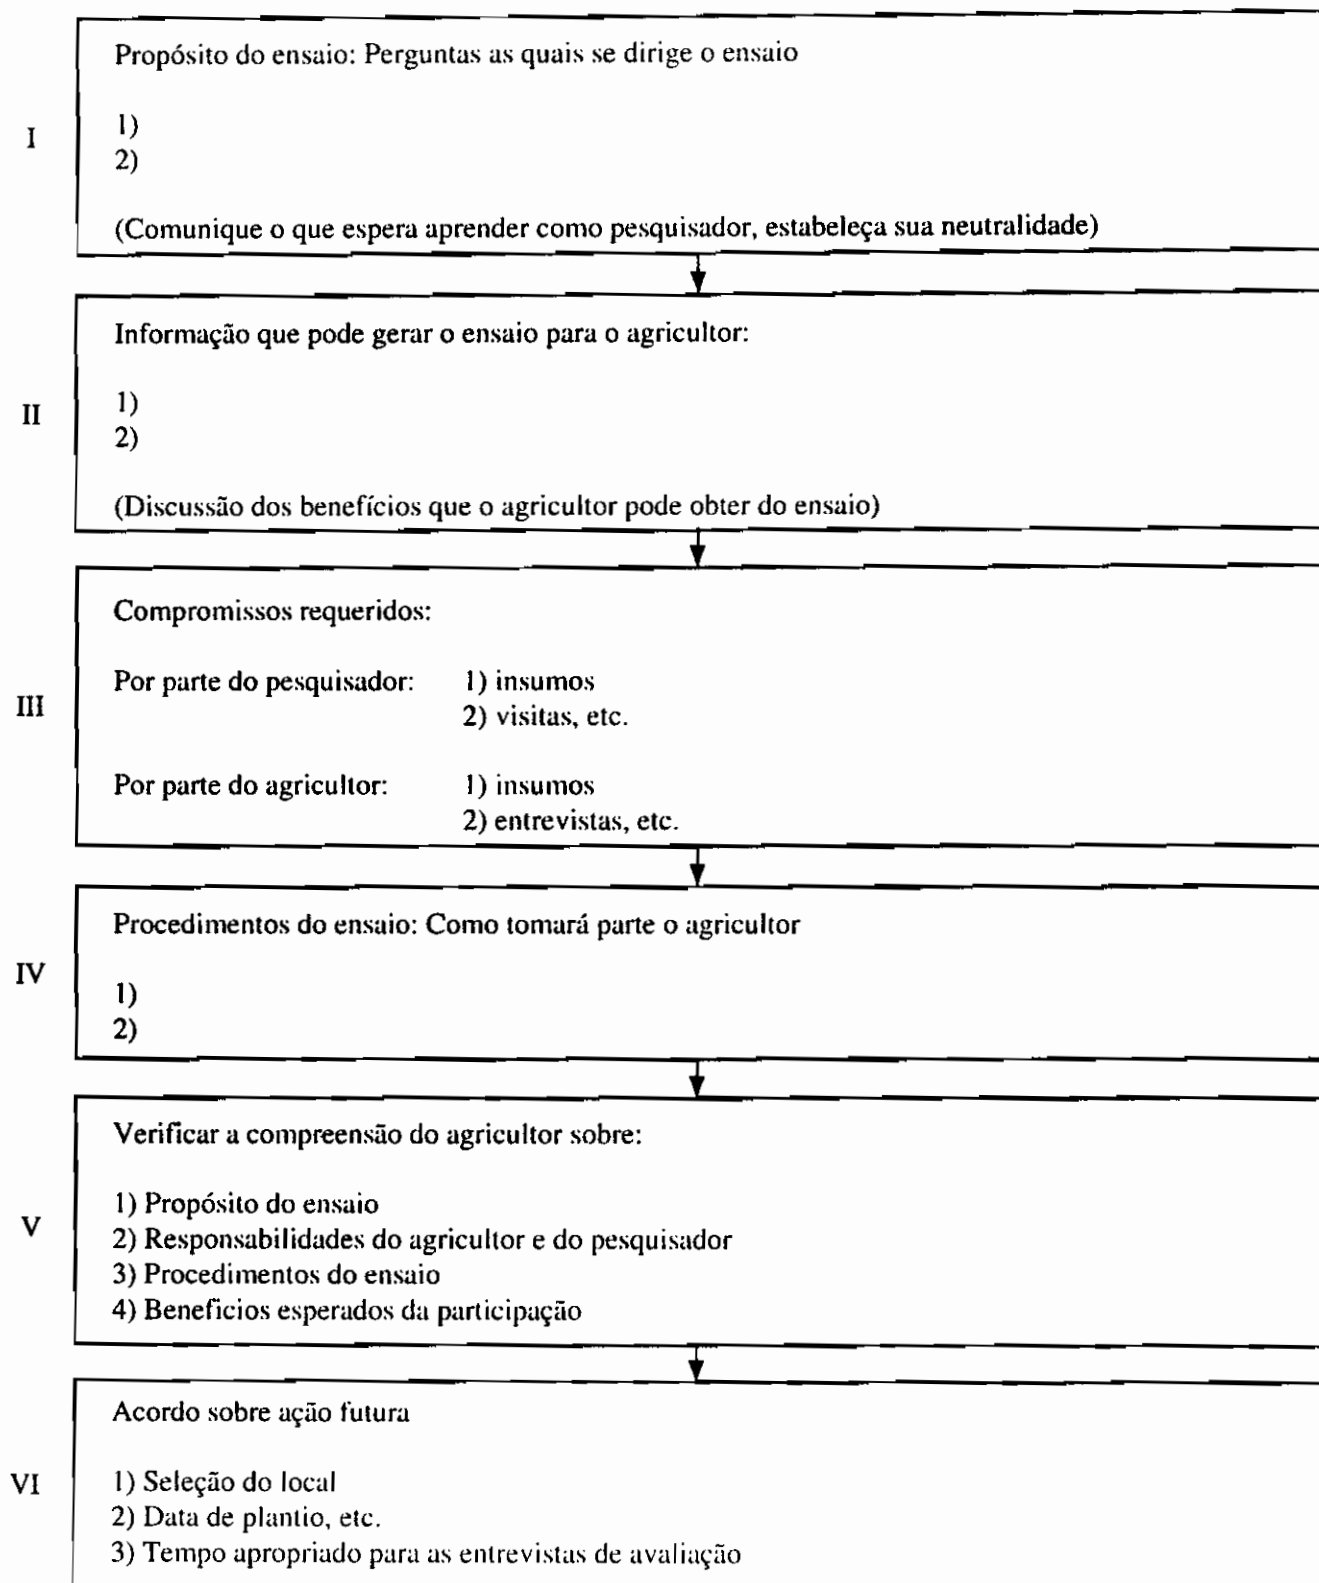 I
Propósito do ensaio: Perguntas as quais se dirige o ensaio
1)
2)
(Comunique o que espera aprender como pesquisador, estabeleça sua neutralidade)
II
Informação que pode gerar o ensaio para o agricultor:
1)
2)
(Discussão dos benefícios que o agricultor pode obter do ensaio)
III
Compromissos requeridos:
Por parte do pesquisador: 1) insumos
2) visitas, etc.
Por parte do agricultor: 1) insumos
2) entrevistas, etc.
IV
Procedimentos do ensaio: Como tomará parte o agricultor
1)
2)
V
Verificar a compreensão do agricultor sobre:
1) Propósito do ensaio
2) Responsabilidades do agricultor e do pesquisador
3) Procedimentos do ensaio
4) Beneficios esperados da participação
VI
Acordo sobre ação futura
1) Seleção do local
2) Data de plantio, etc.
3) Tempo apropriado para as entrevistas de avaliação